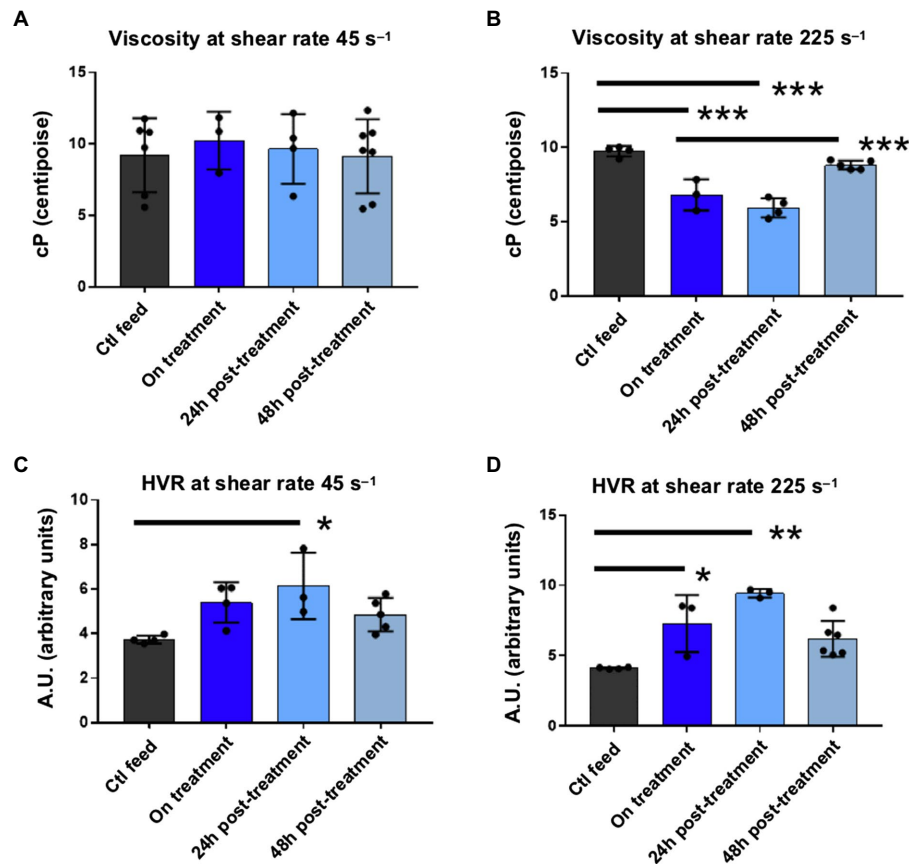 A
Viscosity at shear rate 45 s⁻¹
cP (centipoise)
15
10
5
0
Ctl feed
On treatment
24h post-treatment
48h post-treatment
B
Viscosity at shear rate 225 s⁻¹
cP (centipoise)
15
10
5
0
***
***
***
Ctl feed
On treatment
24h post-treatment
48h post-treatment
C
HVR at shear rate 45 s⁻¹
A.U. (arbitrary units)
10
8
6
4
2
0
*
Ctl feed
On treatment
24h post-treatment
48h post-treatment
D
HVR at shear rate 225 s⁻¹
A.U. (arbitrary units)
15
10
5
0
**
*
Ctl feed
On treatment
24h post-treatment
48h post-treatment